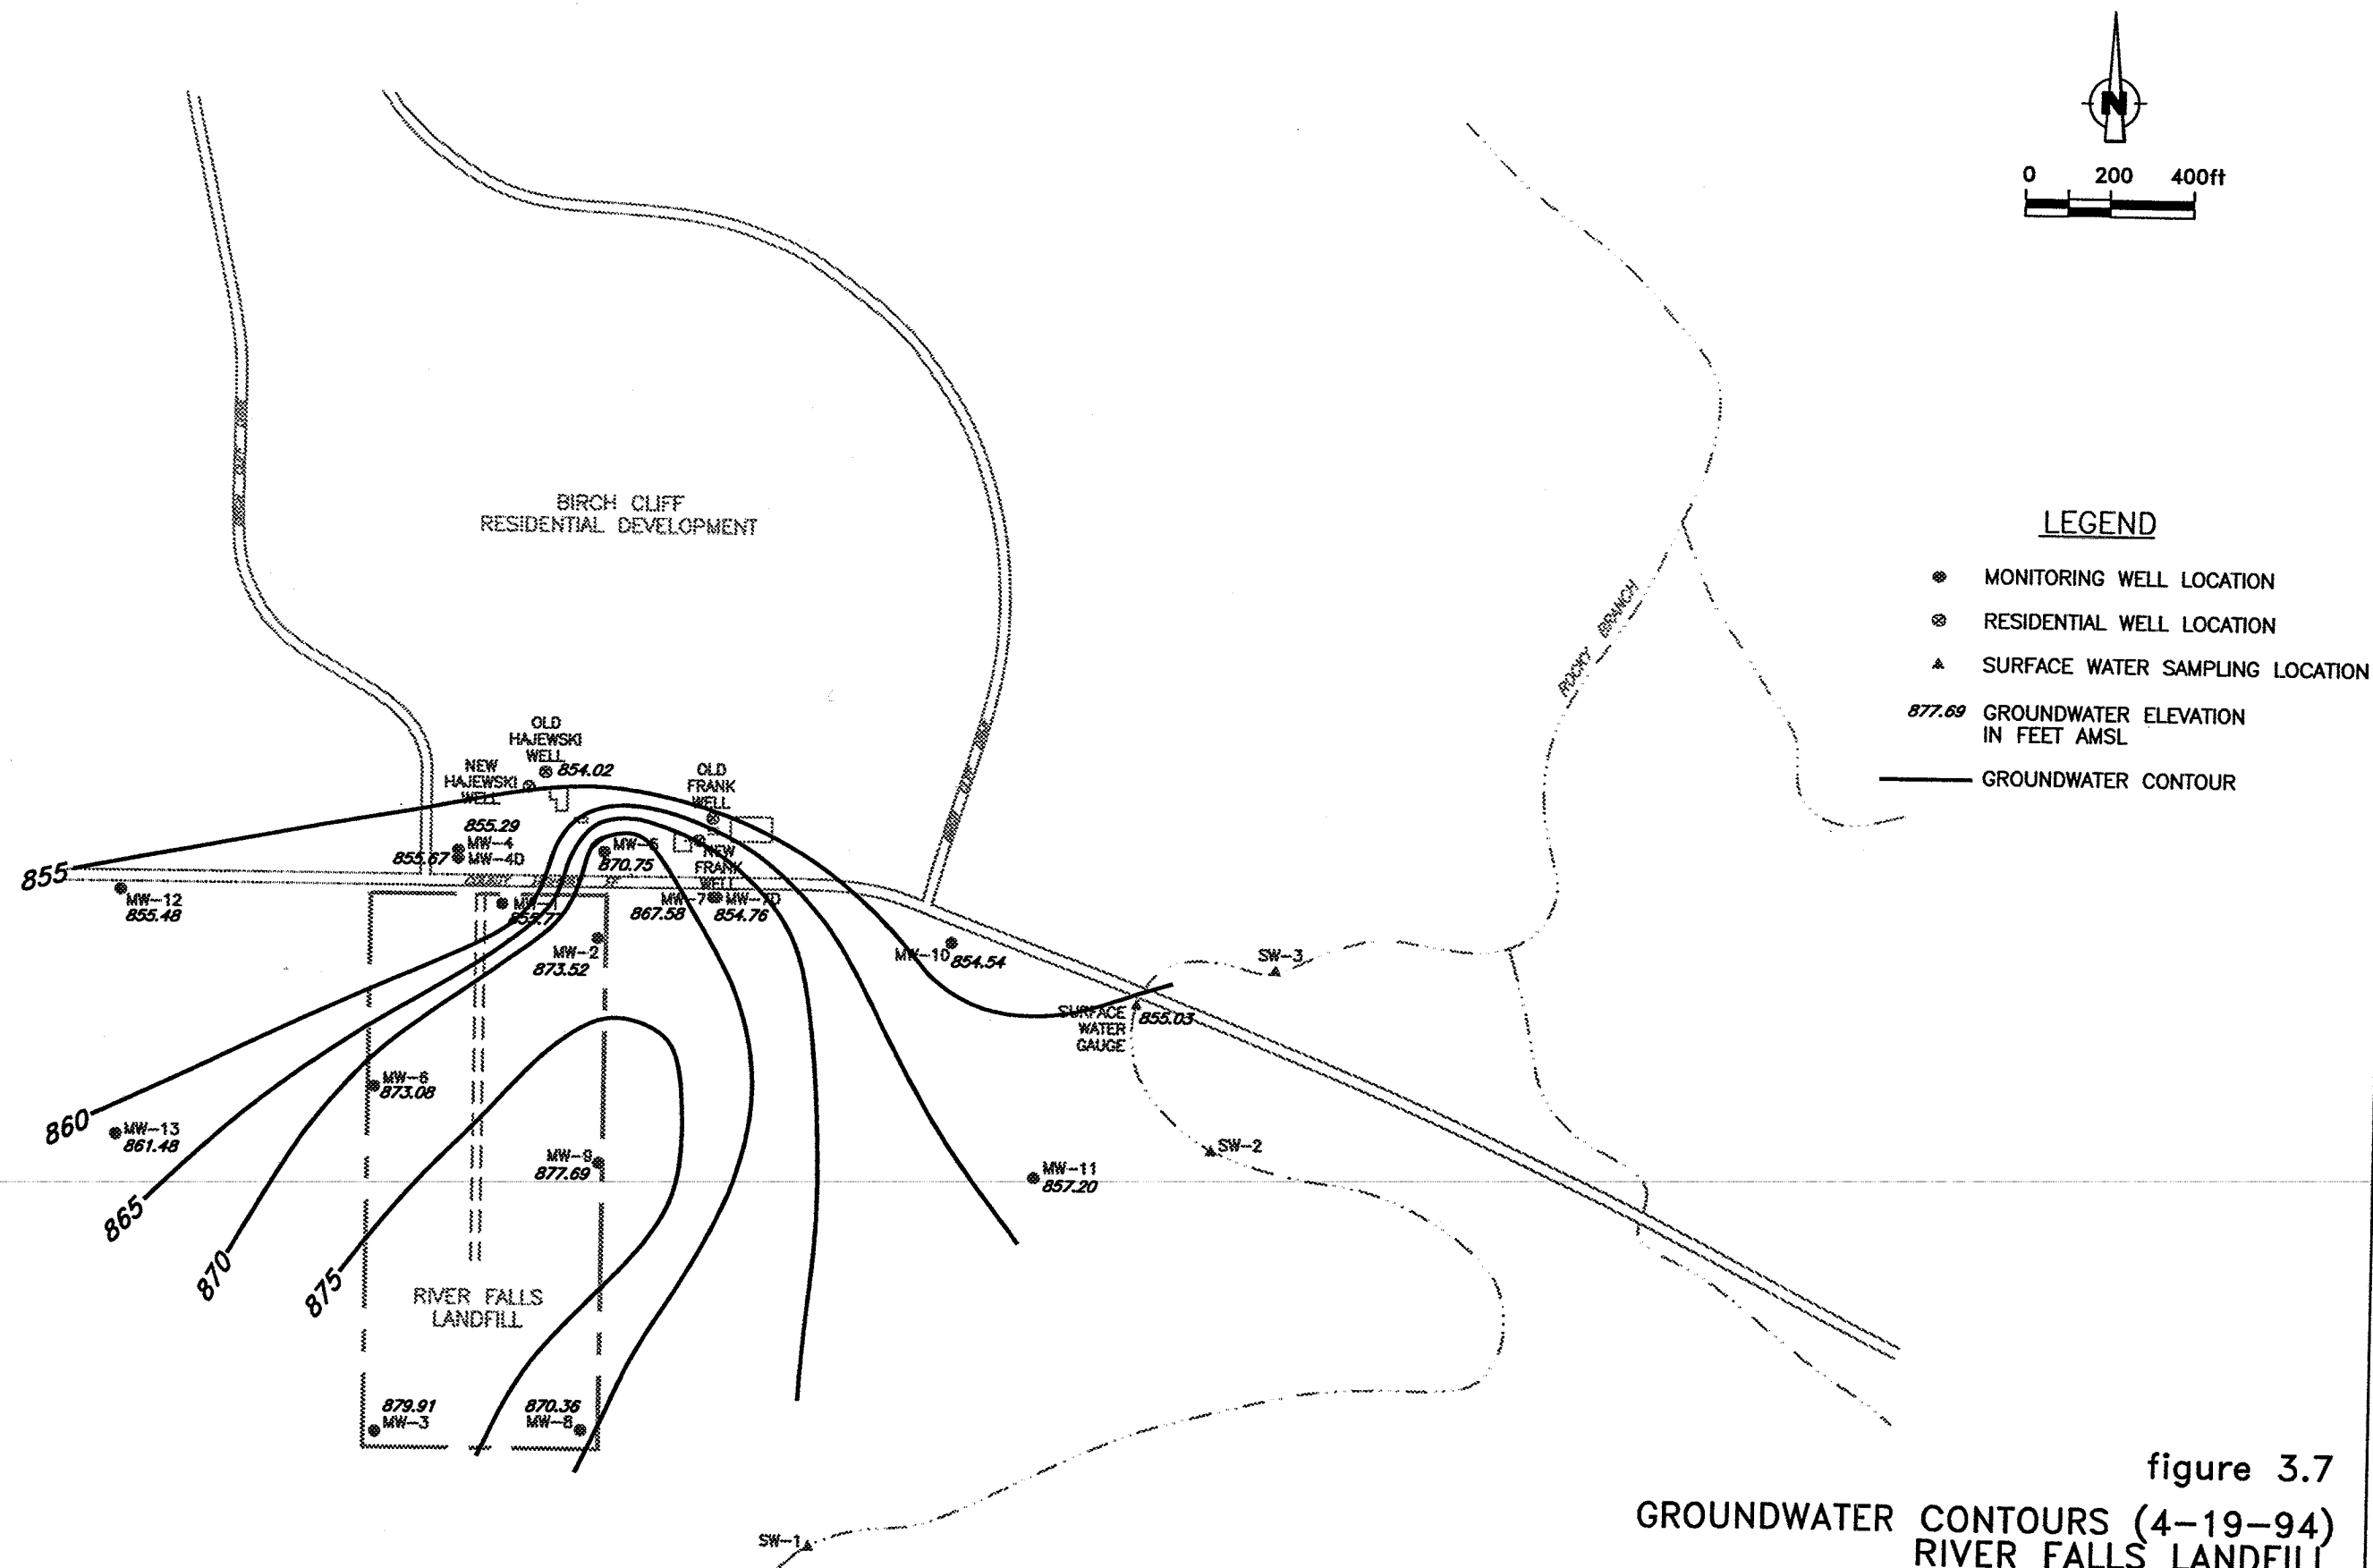 N
0 200 400ft
BIRCH CLIFF
RESIDENTIAL DEVELOPMENT
LEGEND
MONITORING WELL LOCATION
RESIDENTIAL WELL LOCATION
SURFACE WATER SAMPLING LOCATION
877.69 GROUNDWATER ELEVATION
IN FEET AMSL
GROUNDWATER CONTOUR
ROCKY BRANCH
OLD
HAJEWSKI
WELL
854.02
NEW
HAJEWSKI
WELL
OLD
FRANK
WELL
855.29
MW-4
855.67 MW-4D
MW-5
870.75
NEW
FRANK
WELL
855
MW-12
855.48
MW-1
855.77
MW-7 MW-7D
867.58 854.76
MW-2
873.52
MW-10 854.54
SW-3
SURFACE
WATER
GAUGE
855.03
MW-6
873.08
860
MW-13
861.48
SW-2
MW-9
877.69
MW-11
857.20
865
870
875
RIVER FALLS
LANDFILL
879.91
MW-3
870.36
MW-8
SW-1
figure 3.7
GROUNDWATER CONTOURS (4-19-94)
RIVER FALLS LANDFILL